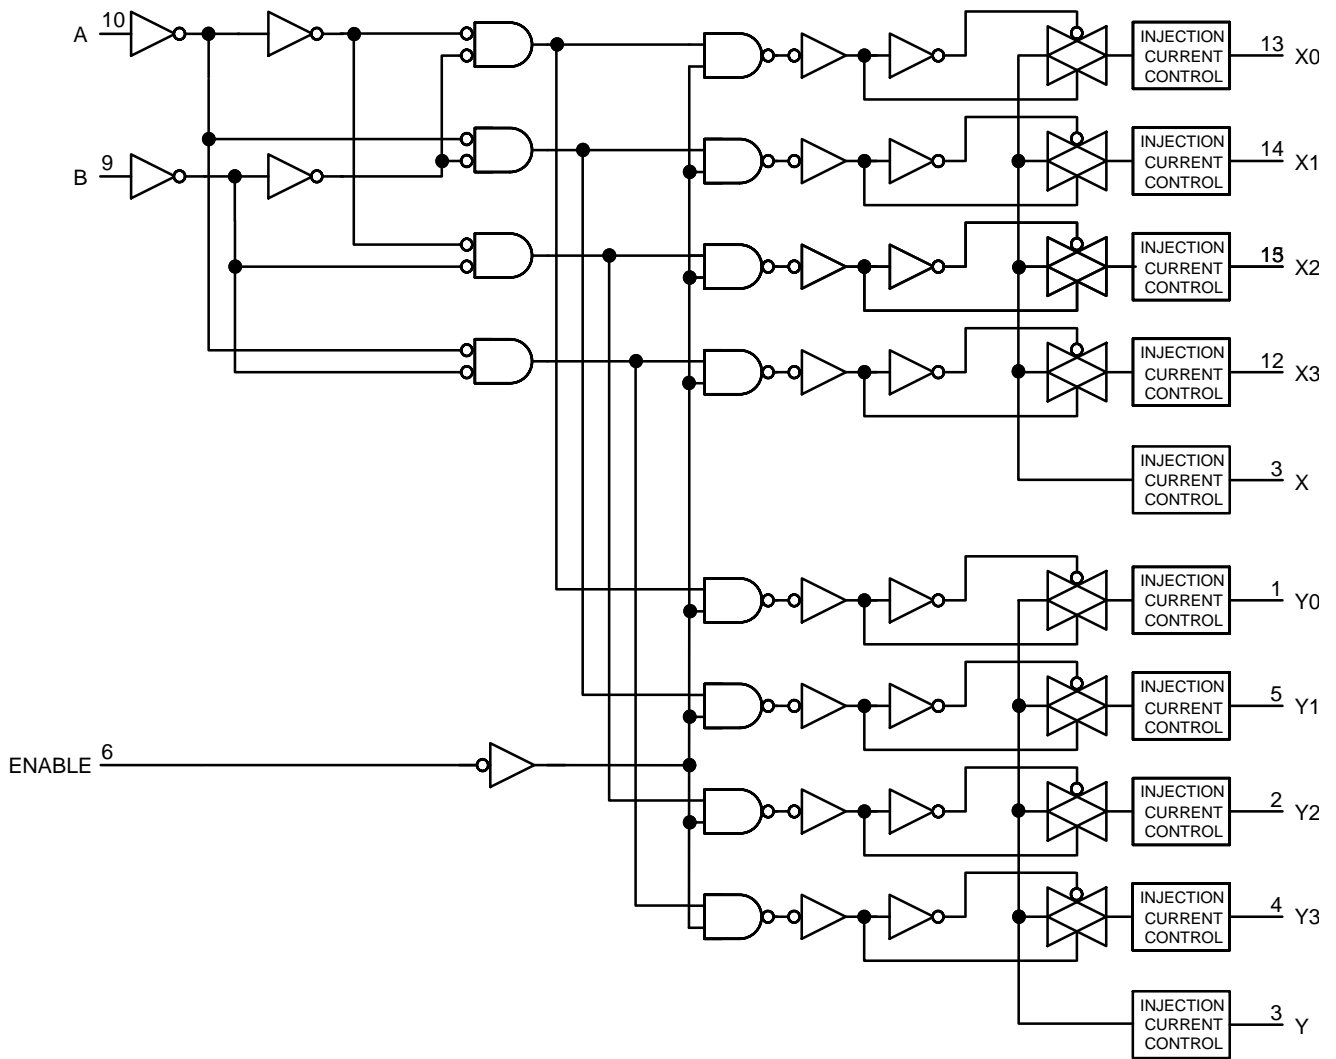 A 10
INJECTION
CURRENT
CONTROL
13 X0
B 9
INJECTION
CURRENT
CONTROL
14 X1
INJECTION
CURRENT
CONTROL
X2
INJECTION
CURRENT
CONTROL
12 X3
INJECTION
CURRENT
CONTROL
3 X
INJECTION
CURRENT
CONTROL
1 Y0
INJECTION
CURRENT
CONTROL
5 Y1
ENABLE 6
INJECTION
CURRENT
CONTROL
2 Y2
INJECTION
CURRENT
CONTROL
4 Y3
INJECTION
CURRENT
CONTROL
3 Y